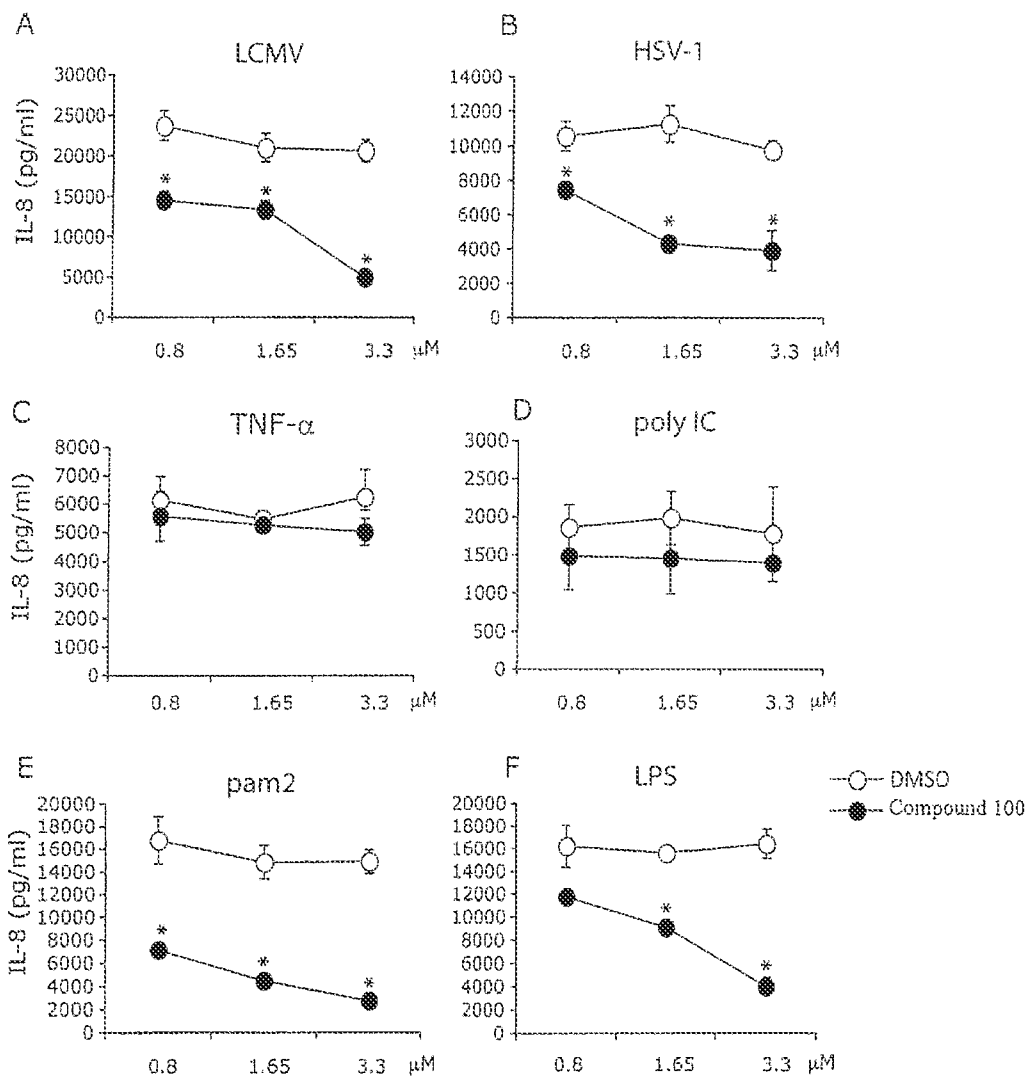 A
LCMV
IL-8 (pg/ml)
30000
25000
20000
15000
10000
5000
0
*
*
*
0.8 1.65 3.3 μM
B
HSV-1
14000
12000
10000
8000
6000
4000
2000
0
*
*
*
0.8 1.65 3.3 μM
C
TNF-α
IL-8 (pg/ml)
8000
7000
6000
5000
4000
3000
2000
1000
0
0.8 1.65 3.3 μM
D
poly IC
3000
2500
2000
1500
1000
500
0
0.8 1.65 3.3 μM
E
pam2
IL-8 (pg/ml)
20000
18000
16000
14000
12000
10000
8000
6000
4000
2000
0
*
*
*
0.8 1.65 3.3 μM
F
LPS
20000
18000
16000
14000
12000
10000
8000
6000
4000
2000
0
*
*
0.8 1.65 3.3 μM
DMSO
Compound 100